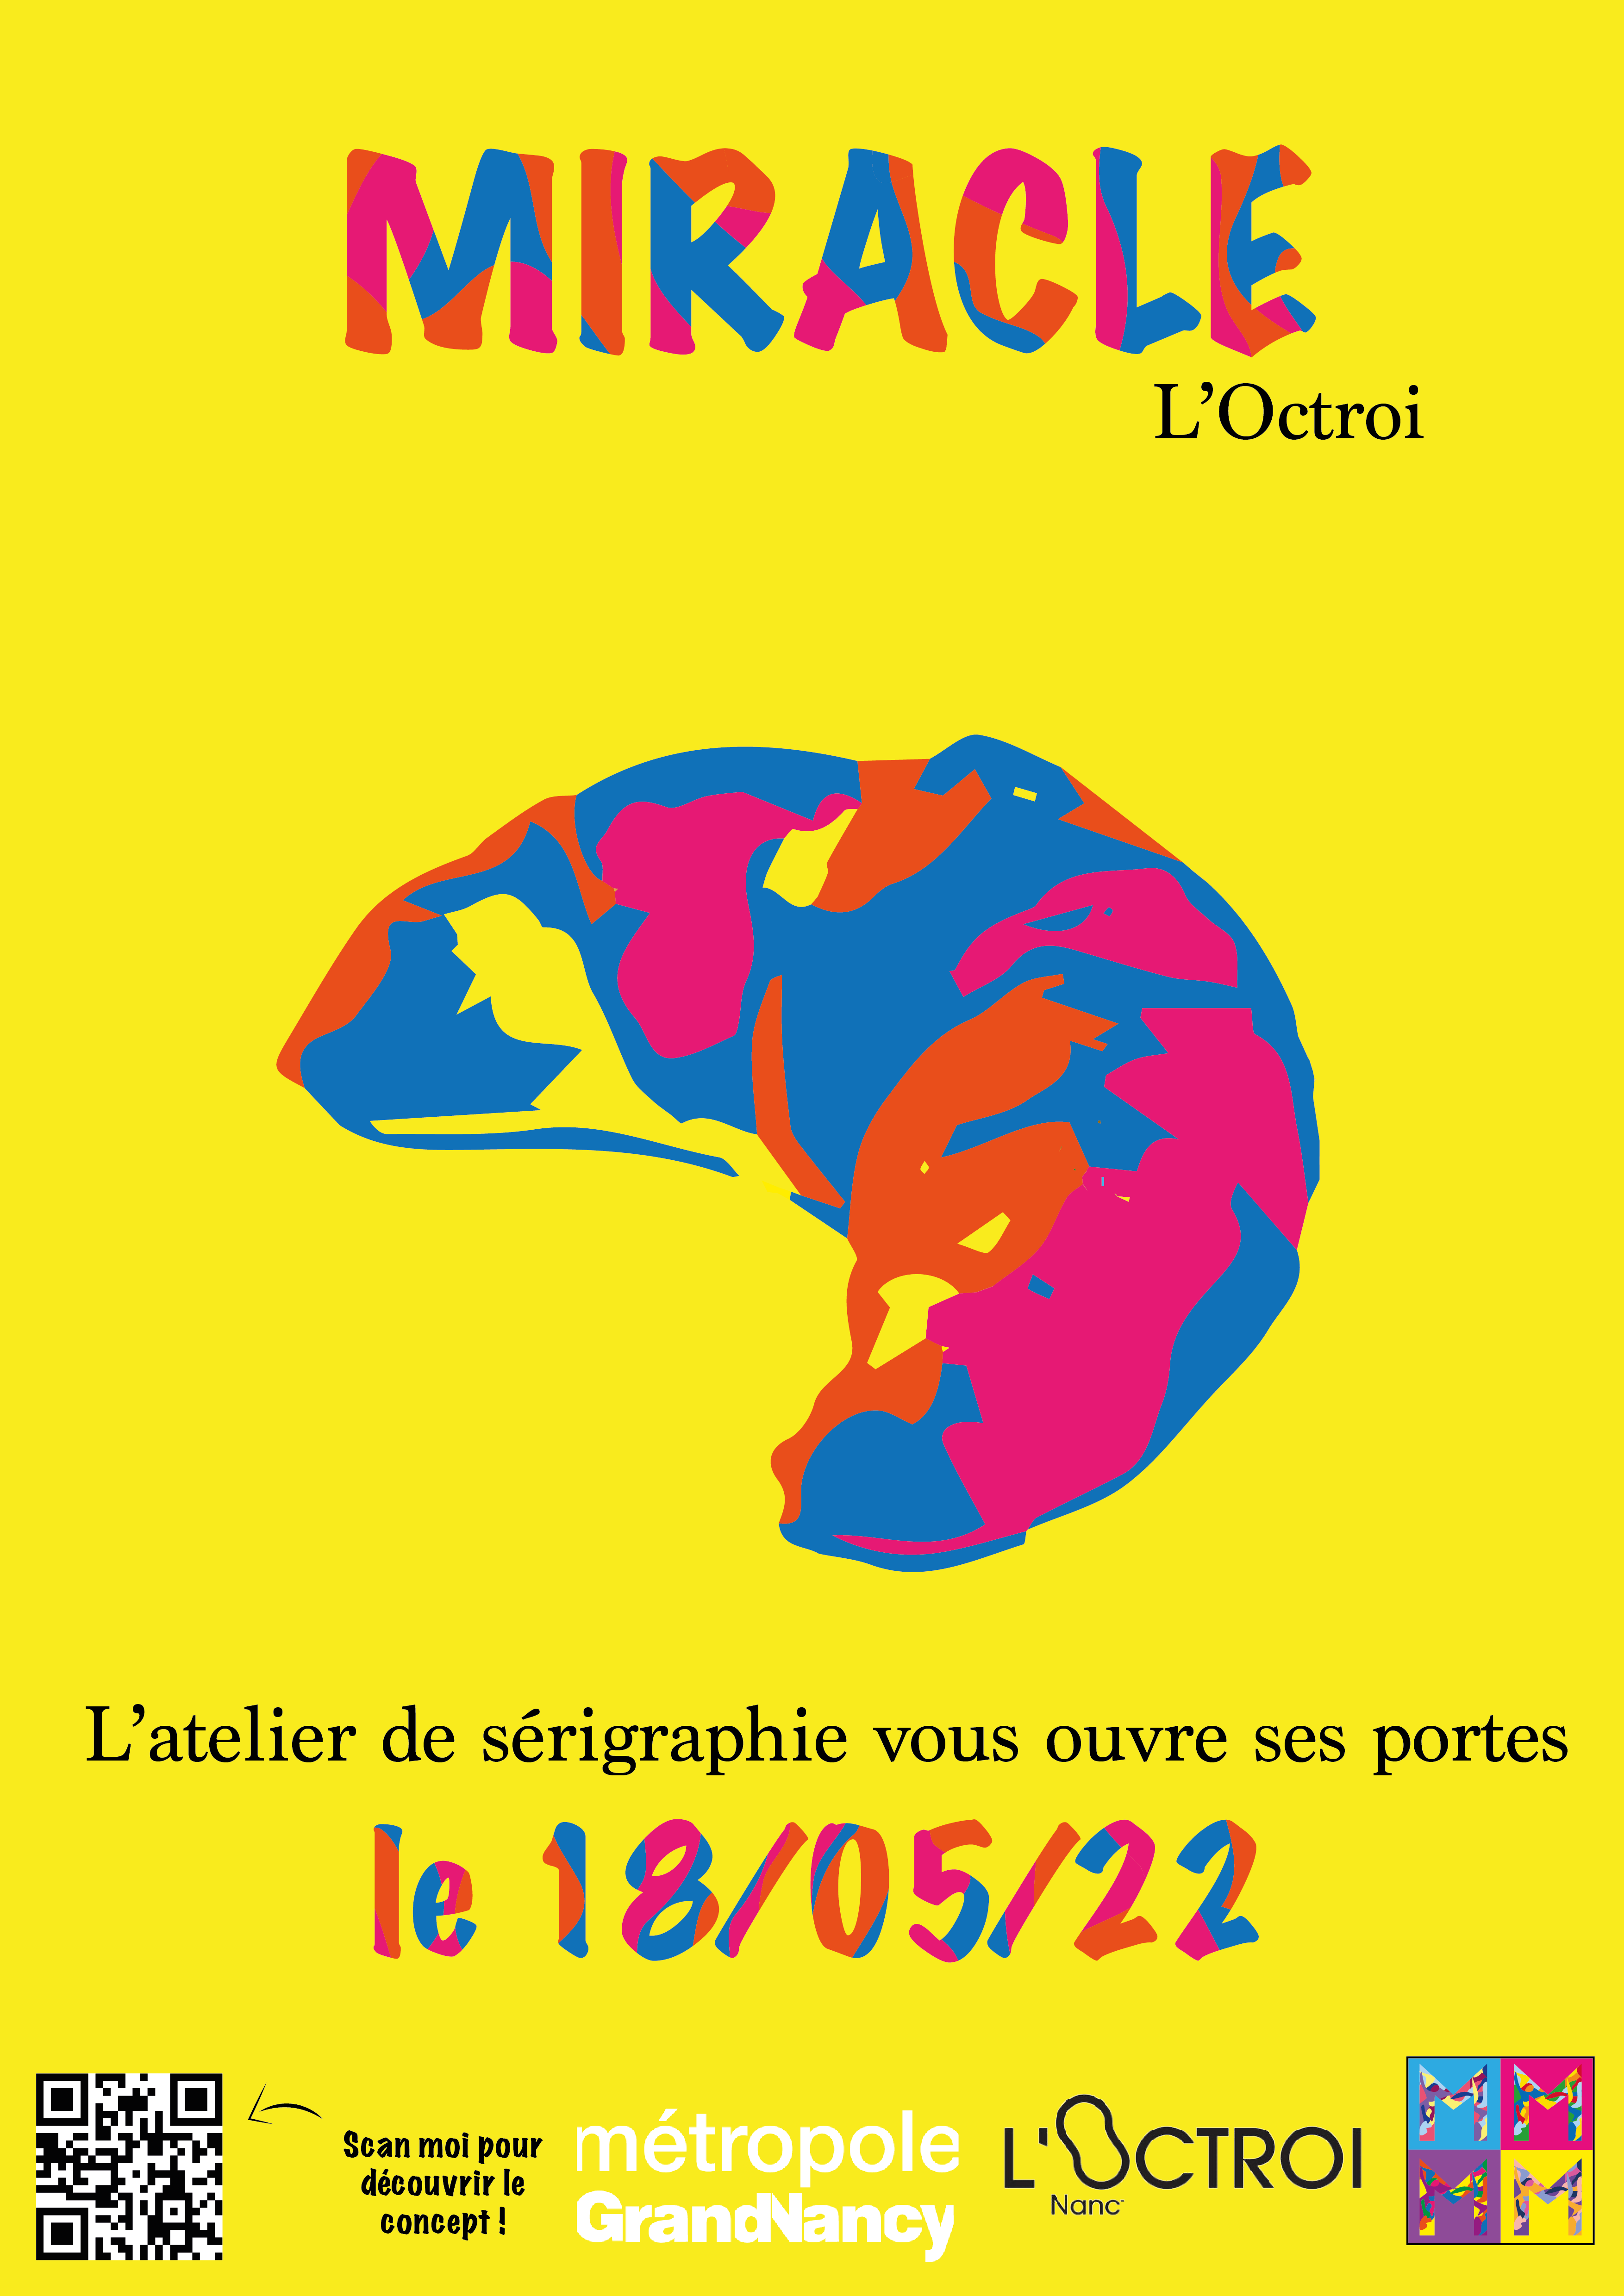 MIRACLE
L’Octroi
L’atelier de sérigraphie vous ouvre ses portes
le 18/05/22
Scan moi pour
découvrir le
concept !
métropole
GrandNancy
L'OCTROI
Nanc
M M
M M